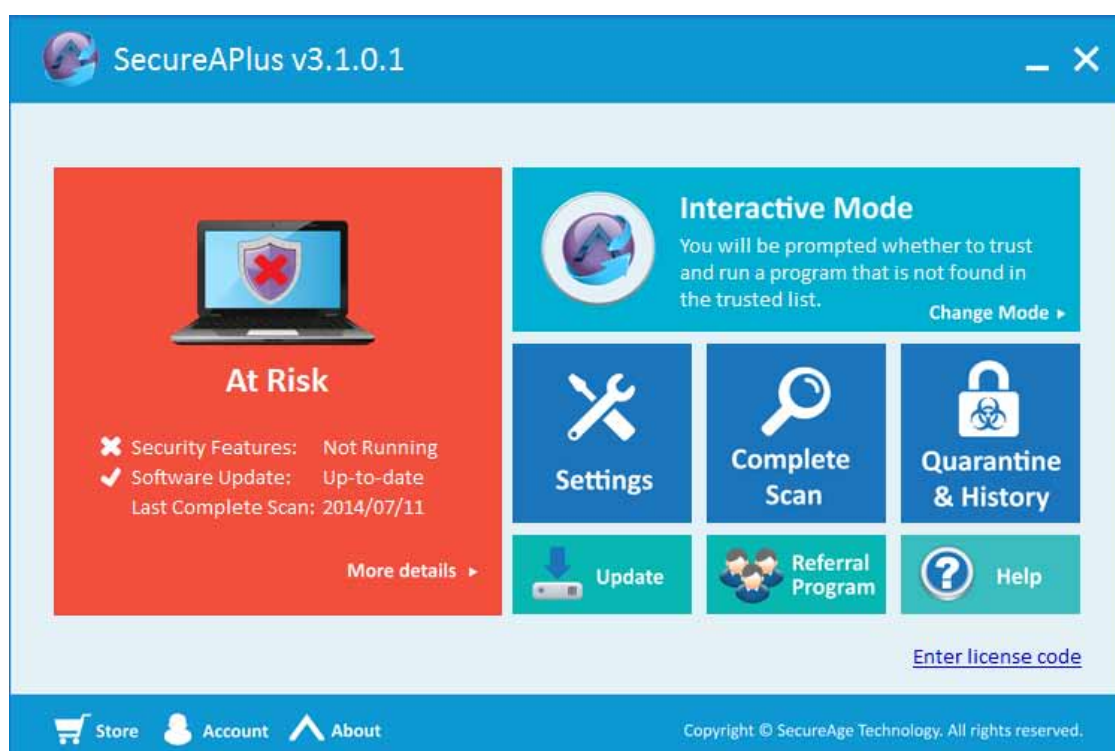 SecureAPlus v3.1.0.1
At Risk
Security Features: Not Running
Software Update: Up-to-date
Last Complete Scan: 2014/07/11
More details
Interactive Mode
You will be prompted whether to trust
and run a program that is not found in
the trusted list.
Change Mode
Settings
Complete
Scan
Quarantine
& History
Update
Referral
Program
Help
Enter license code
Store
Account
About
Copyright © SecureAge Technology. All rights reserved.